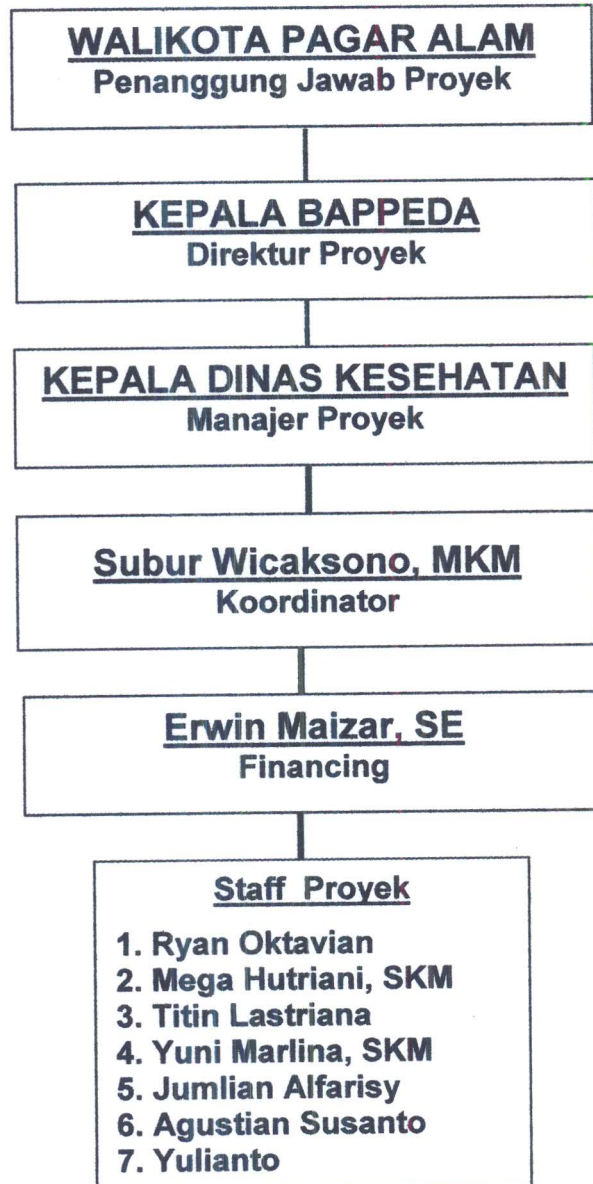 WALIKOTA PAGAR ALAM
Penanggung Jawab Proyek
KEPALA BAPPEDA
Direktur Proyek
KEPALA DINAS KESEHATAN
Manajer Proyek
Subur Wicaksono, MKM
Koordinator
Erwin Maizar, SE
Financing
Staff Proyek
1. Ryan Oktavian
2. Mega Hutriani, SKM
3. Titin Lastriana
4. Yuni Marlina, SKM
5. Jumlian Alfarisy
6. Agustian Susanto
7. Yulianto